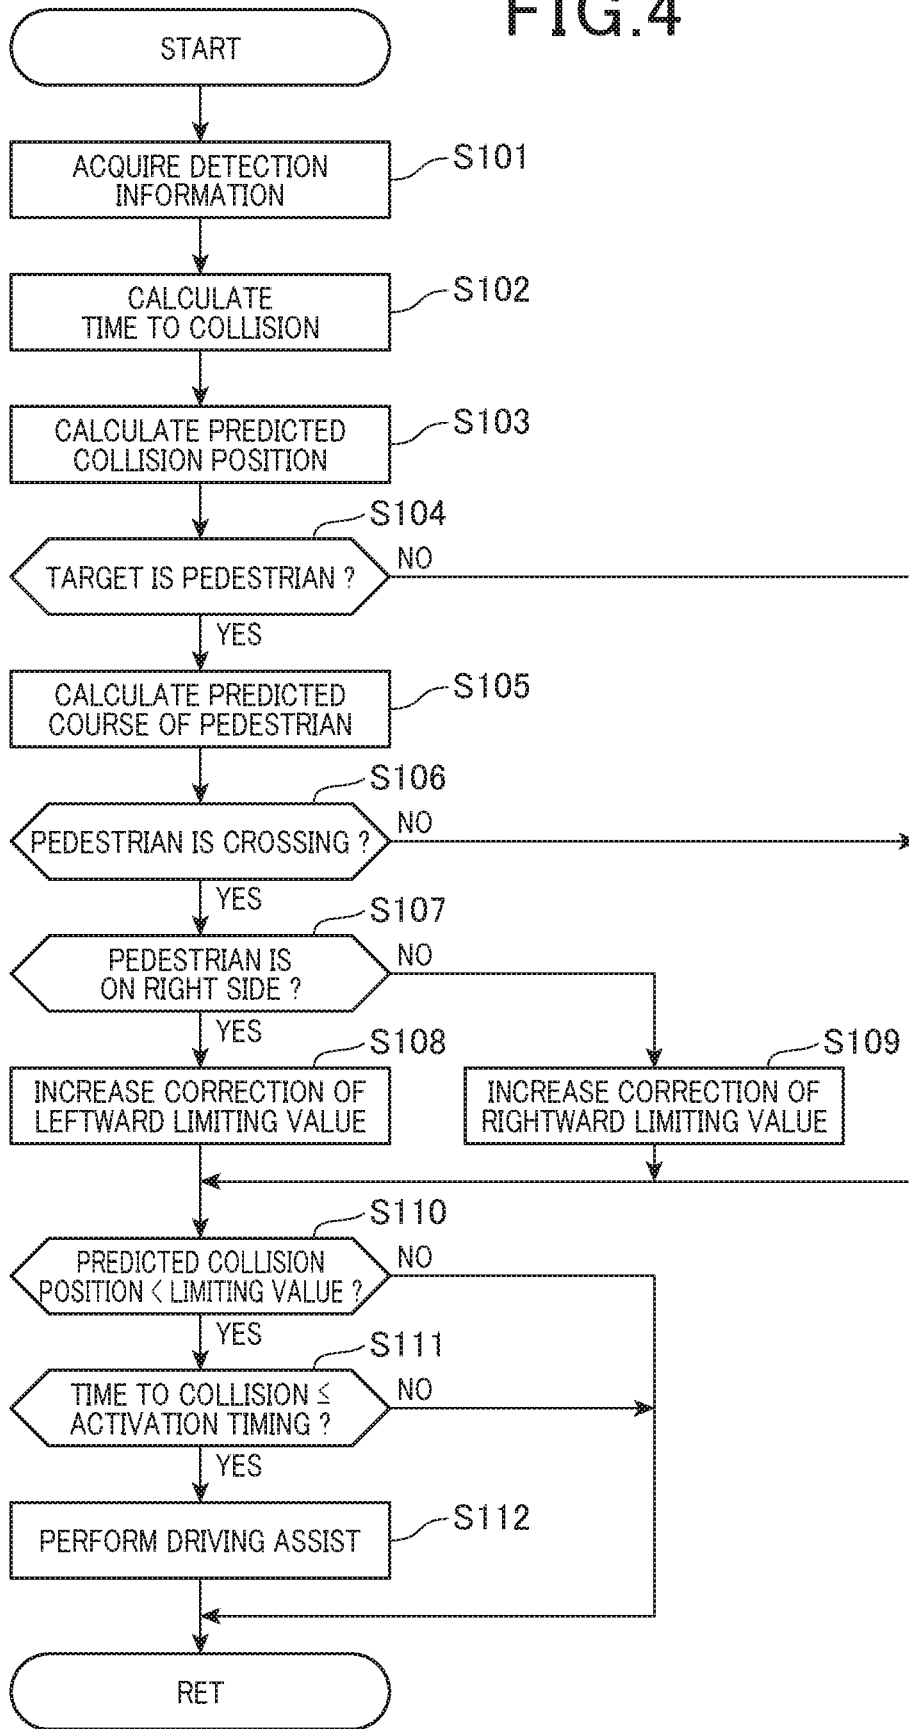 FIG.4
START
ACQUIRE DETECTION
INFORMATION
S101
CALCULATE
TIME TO COLLISION
S102
CALCULATE PREDICTED
COLLISION POSITION
S103
S104
TARGET IS PEDESTRIAN ?
NO
YES
CALCULATE PREDICTED
COURSE OF PEDESTRIAN
S105
S106
PEDESTRIAN IS CROSSING ?
NO
YES
S107
PEDESTRIAN IS
ON RIGHT SIDE ?
NO
YES
S108
INCREASE CORRECTION OF
LEFTWARD LIMITING VALUE
S109
INCREASE CORRECTION OF
RIGHTWARD LIMITING VALUE
S110
PREDICTED COLLISION
POSITION < LIMITING VALUE ?
NO
YES
S111
TIME TO COLLISION ≦
ACTIVATION TIMING ?
NO
YES
PERFORM DRIVING ASSIST
S112
RET